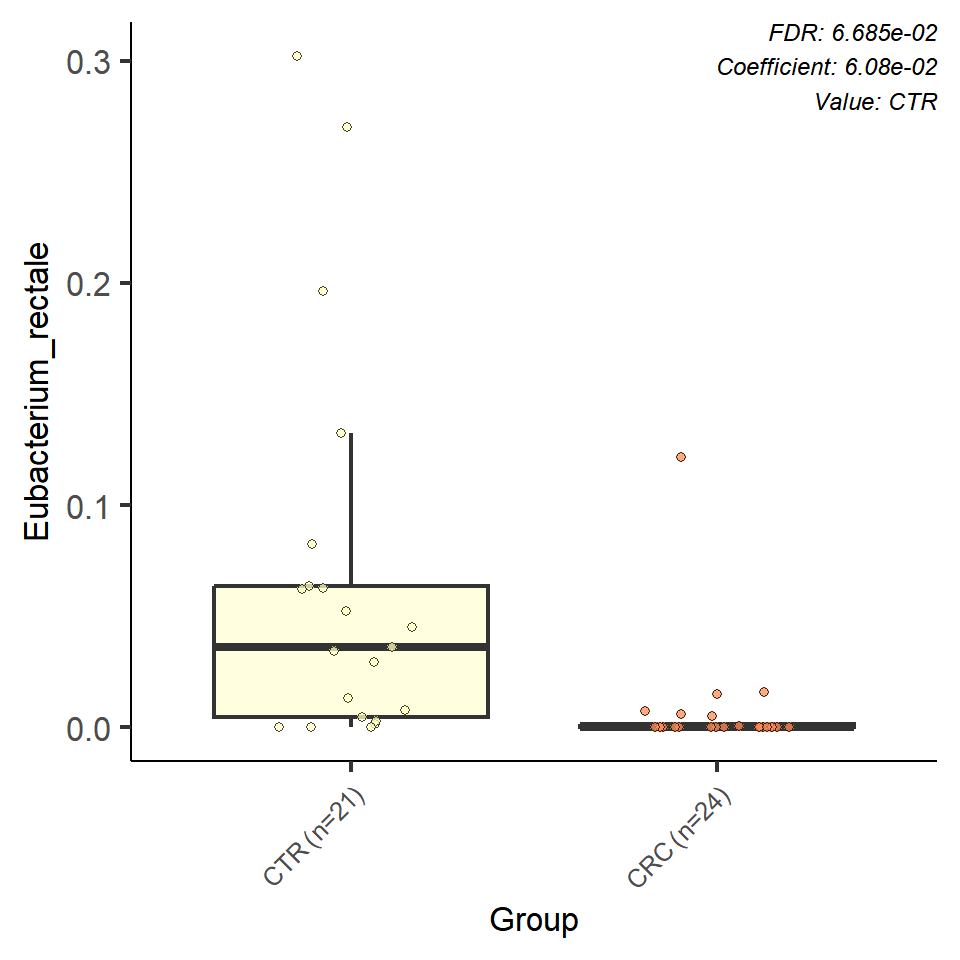 FDR: 6.685e-02
Coefficient: 6.08e-02
Value: CTR
0.3
0.2
0.1
0.0
Eubacterium_rectale
CTR (n=21)
CRC (n=24)
Group